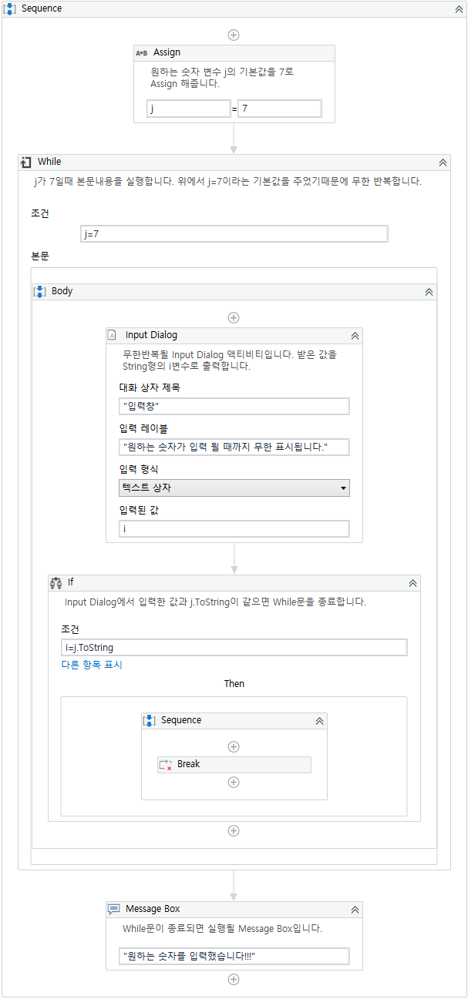 Sequence
A◆B Assign
원하는 숫자 변수 j의 기본값을 7로
Assign 해줍니다.
j = 7
While
j가 7일때 본문내용을 실행합니다. 위에서 j=7이라는 기본값을 주었기때문에 무한 반복합니다.
조건
j=7
본문
Body
A Input Dialog
무한반복될 Input Dialog 액티비티입니다. 받은 값을
String형의 i변수로 출력합니다.
대화 상자 제목
"입력창"
입력 레이블
"원하는 숫자가 입력 될 때까지 무한 표시됩니다."
입력 형식
텍스트 상자
입력된 값
i
If
Input Dialog에서 입력한 값과 j.ToString이 같으면 While문을 종료합니다.
조건
i=j.ToString
다른 항목 표시
Then
Sequence
Break
Message Box
While문이 종료되면 실행될 Message Box입니다.
"원하는 숫자를 입력했습니다!!!"